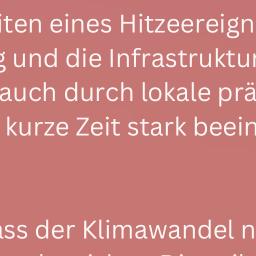 iten eines Hitzeereign
g und die Infrastruktur
auch durch lokale prä
kurze Zeit stark beein
ass der Klimawandel n